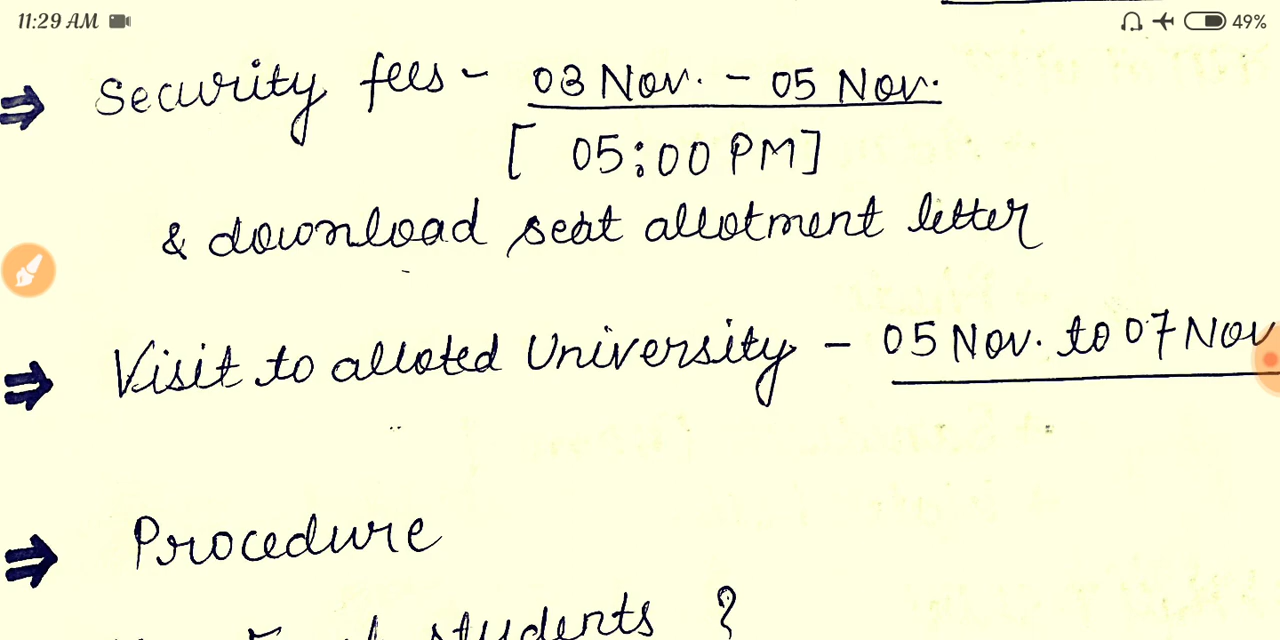 11:29 AM
49%
⇒ Security fees - 03 Nov. - 05 Nov.
[ 05:00 PM]
& download seat allotment letter
⇒ Visit to alloted University - 05 Nov. to 07 Nov
⇒ Procedure
students ?